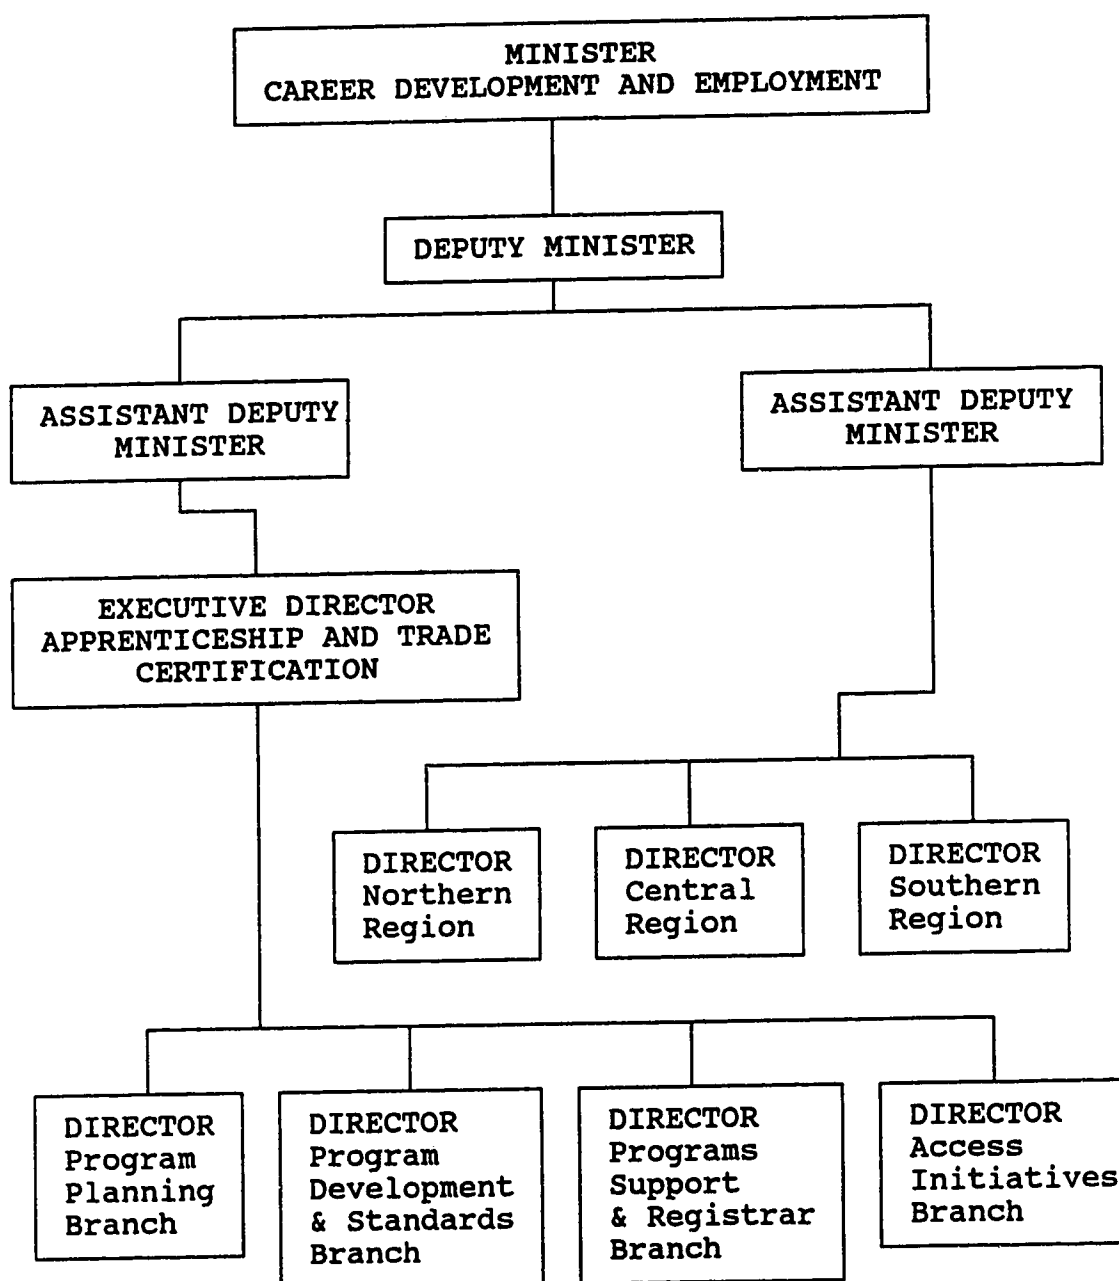 MINISTER
CAREER DEVELOPMENT AND EMPLOYMENT
DEPUTY MINISTER
ASSISTANT DEPUTY
MINISTER
ASSISTANT DEPUTY
MINISTER
EXECUTIVE DIRECTOR
APPRENTICESHIP AND TRADE
CERTIFICATION
DIRECTOR
Northern
Region
DIRECTOR
Central
Region
DIRECTOR
Southern
Region
DIRECTOR
Program
Planning
Branch
DIRECTOR
Program
Development
& Standards
Branch
DIRECTOR
Programs
Support
& Registrar
Branch
DIRECTOR
Access
Initiatives
Branch